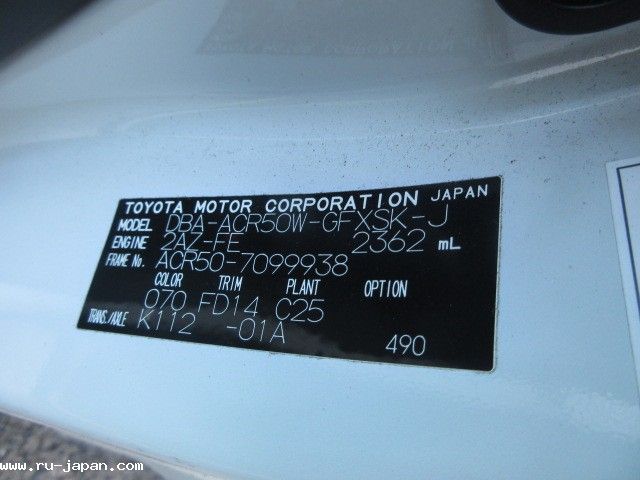 TOYOTA MOTOR CORPORATION JAPAN
MODEL DBA-ACR50W-GFXSK-J
ENGINE 2AZ-FE 2362 mL
FRAME No. ACR50-7099938
COLOR TRIM PLANT OPTION
070 FD14 C25
TRANS./AXLE K112 -01A
490
www.ru-japan.com